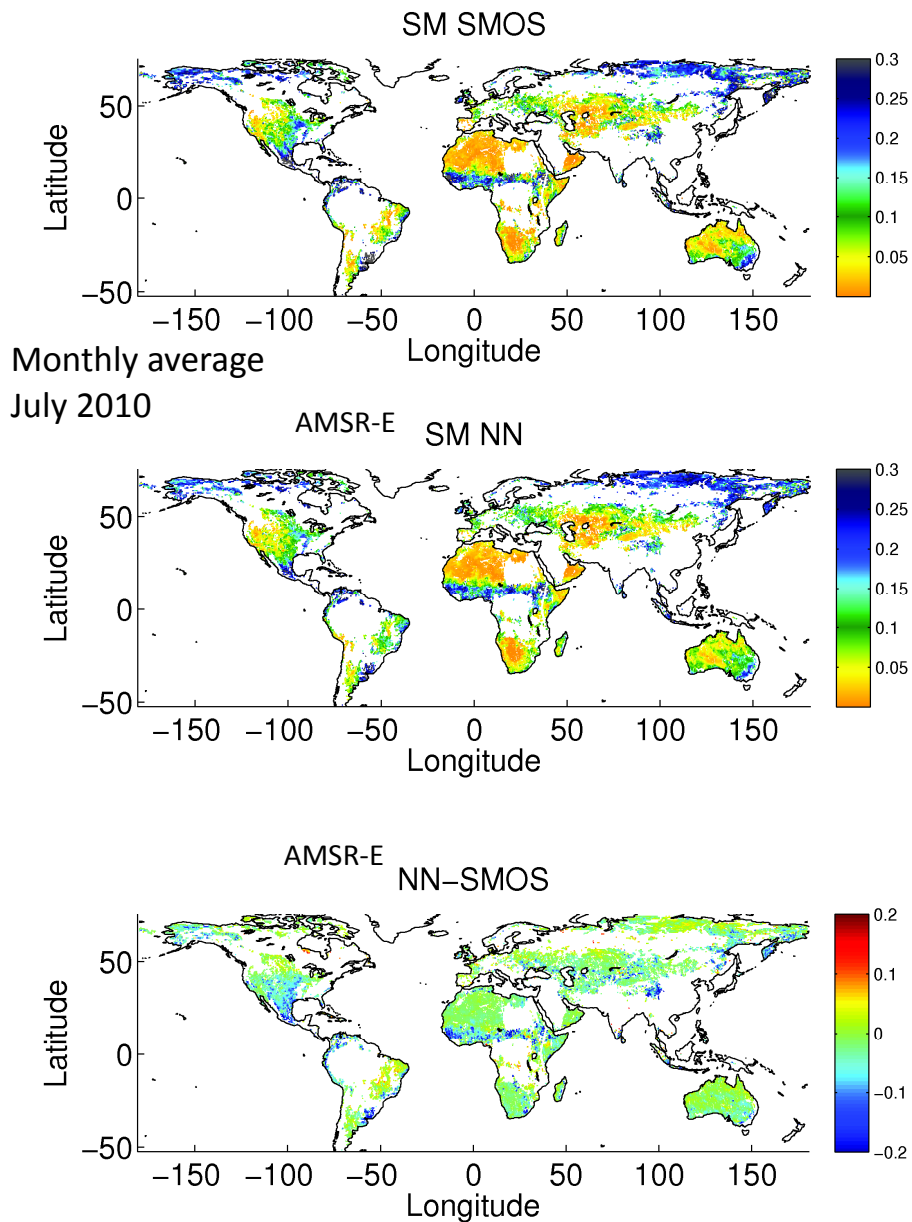 SM SMOS
Latitude
50
0
−50
−150 −100 −50 0 50 100 150
Longitude
0.3
0.25
0.2
0.15
0.1
0.05
Monthly average
July 2010
AMSR-E SM NN
Latitude
50
0
−50
−150 −100 −50 0 50 100 150
Longitude
0.3
0.25
0.2
0.15
0.1
0.05
AMSR-E
NN−SMOS
Latitude
50
0
−50
−150 −100 −50 0 50 100 150
Longitude
0.2
0.1
0
−0.1
−0.2